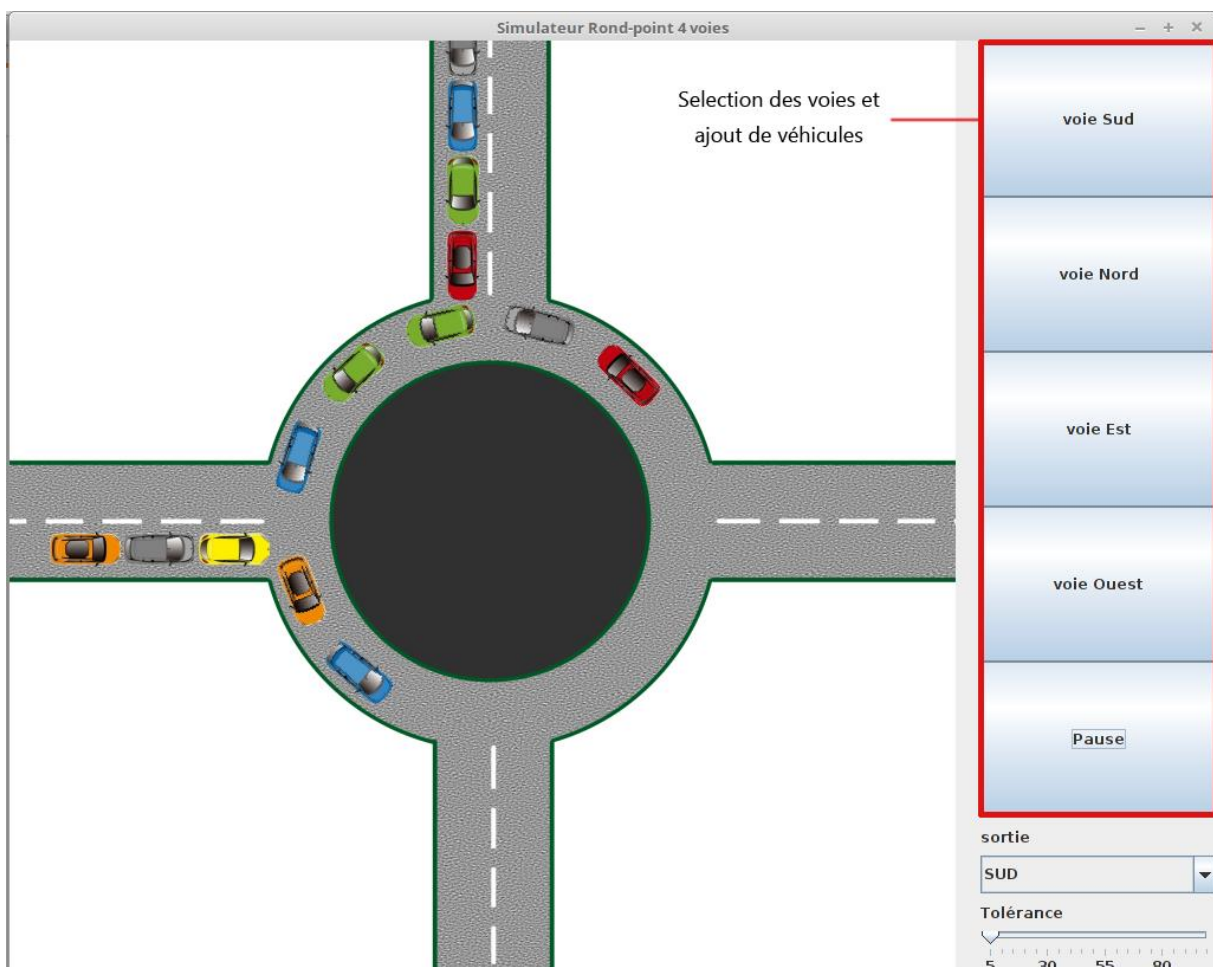 Simulateur Rond-point 4 voies
Selection des voies et
ajout de véhicules
voie Sud
voie Nord
voie Est
voie Ouest
Pause
sortie
SUD
Tolérance
5 30 55 80